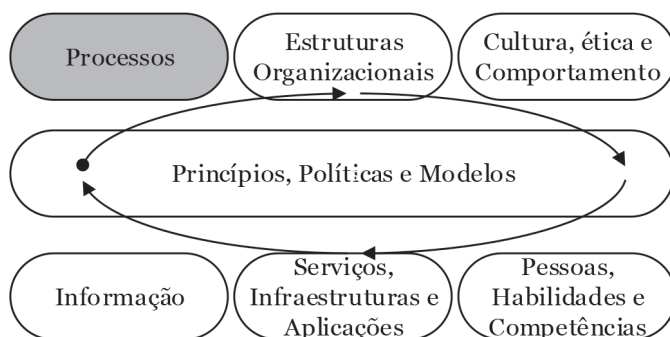 Processos
Estruturas
Organizacionais
Cultura, ética e
Comportamento
Princípios, Políticas e Modelos
Informação
Serviços,
Infraestruturas e
Aplicações
Pessoas,
Habilidades e
Competências